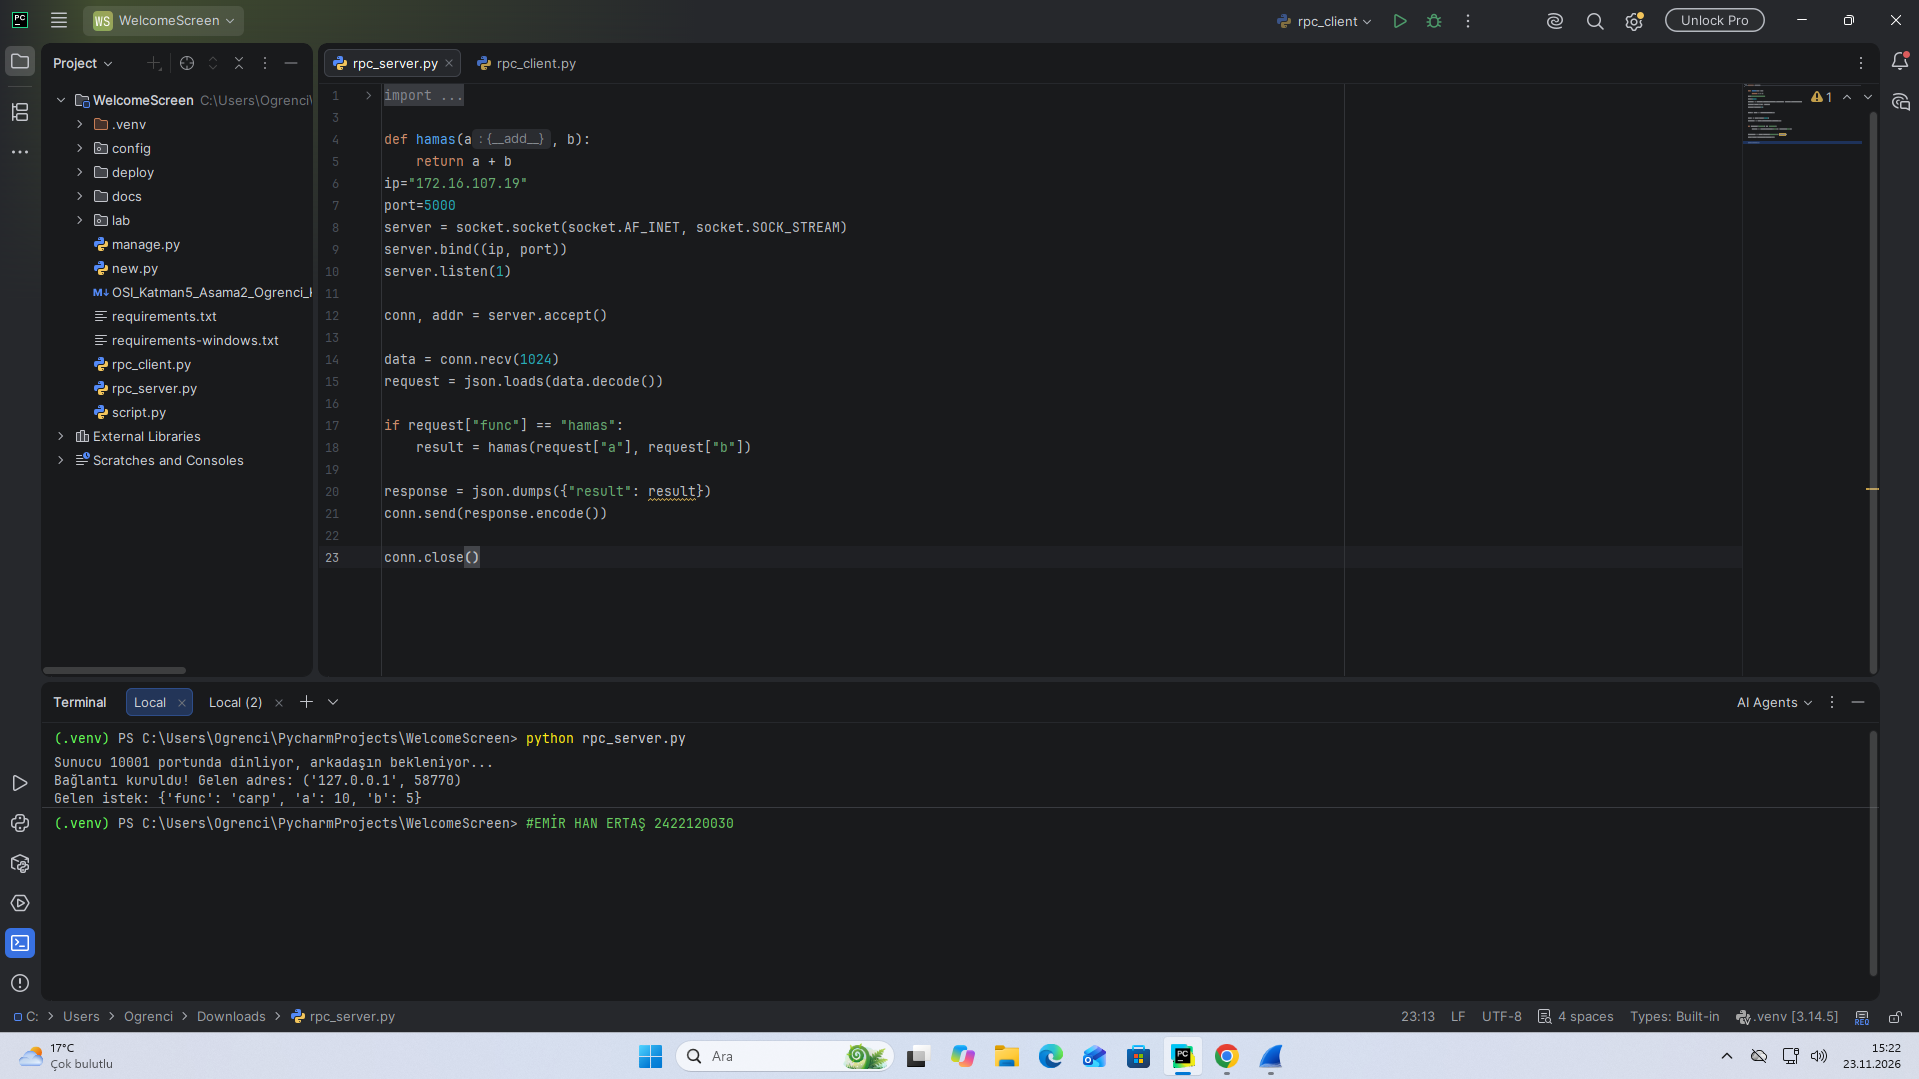 PC
WS WelcomeScreen
rpc_client
Unlock Pro
Project
WelcomeScreen C:\Users\Ogrenci\
.venv
config
deploy
docs
lab
manage.py
new.py
M↓ OSI_Katman5_Asama2_Ogrenci_
requirements.txt
requirements-windows.txt
rpc_client.py
rpc_server.py
script.py
External Libraries
Scratches and Consoles
rpc_server.py
rpc_client.py
1 import ...
3
4 def hamas(a :{__add__} , b):
5 return a + b
6 ip="172.16.107.19"
7 port=5000
8 server = socket.socket(socket.AF_INET, socket.SOCK_STREAM)
9 server.bind((ip, port))
10 server.listen(1)
11
12 conn, addr = server.accept()
13
14 data = conn.recv(1024)
15 request = json.loads(data.decode())
16
17 if request["func"] == "hamas":
18 result = hamas(request["a"], request["b"])
19
20 response = json.dumps({"result": result})
21 conn.send(response.encode())
22
23 conn.close()
1
Terminal Local Local (2)
AI Agents
(.venv) PS C:\Users\Ogrenci\PycharmProjects\WelcomeScreen> python rpc_server.py
Sunucu 10001 portunda dinliyor, arkadaşın bekleniyor...
Bağlantı kuruldu! Gelen adres: ('127.0.0.1', 58770)
Gelen istek: {'func': 'carp', 'a': 10, 'b': 5}
(.venv) PS C:\Users\Ogrenci\PycharmProjects\WelcomeScreen> #EMİR HAN ERTAŞ 2422120030
C: > Users > Ogrenci > Downloads > rpc_server.py
23:13 LF UTF-8 4 spaces Types: Built-in .venv [3.14.5] REQ
17°C
Çok bulutlu
Ara
PC
15:22
23.11.2026